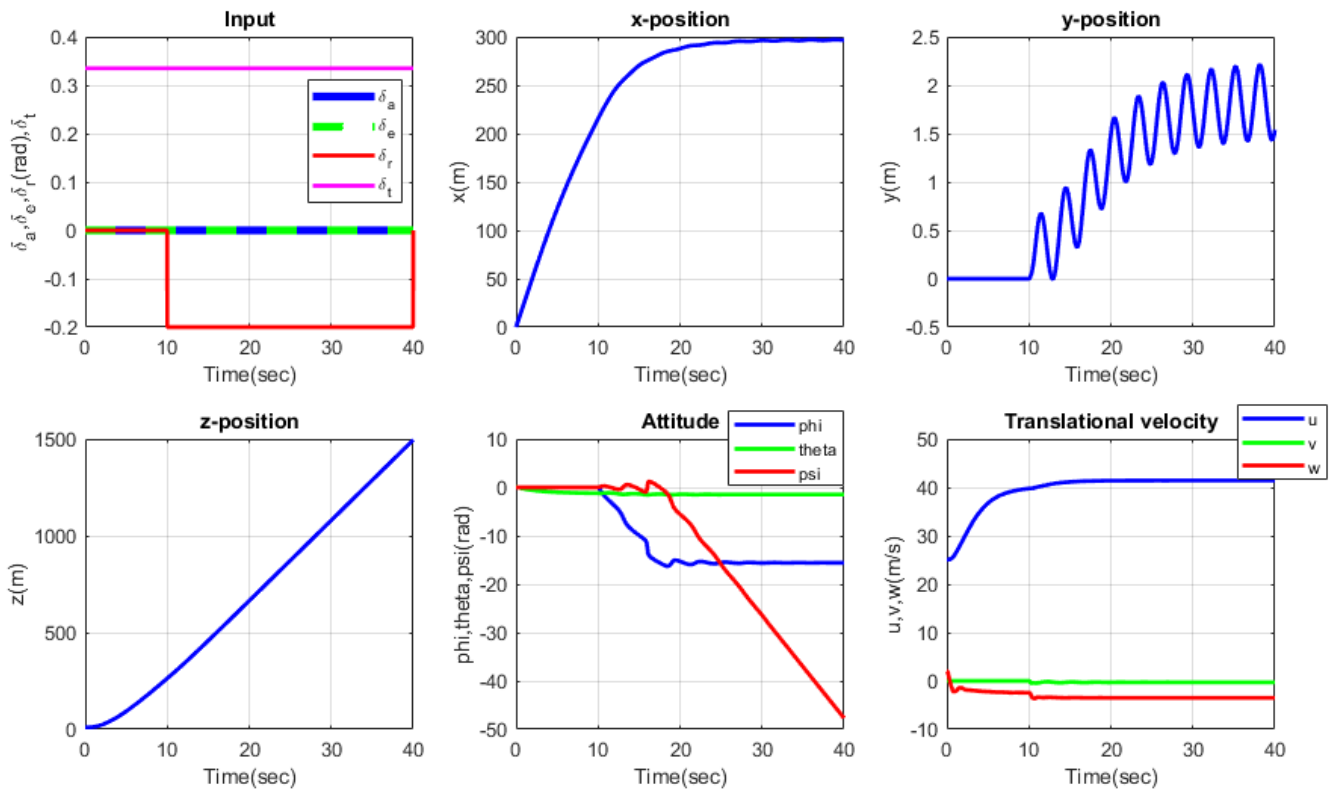 Input
0.4
0.3
0.2
0.1
0
-0.1
-0.2
δa,δe,δr(rad),δt
δa
δe
δr
δt
0 10 20 30 40
Time(sec)
x-position
300
250
200
150
100
50
0
x(m)
0 10 20 30 40
Time(sec)
y-position
2.5
2
1.5
1
0.5
0
-0.5
y(m)
0 10 20 30 40
Time(sec)
z-position
1500
1000
500
0
z(m)
0 10 20 30 40
Time(sec)
Attitude
10
0
-10
-20
-30
-40
-50
phi,theta,psi(rad)
phi
theta
psi
0 10 20 30 40
Time(sec)
Translational velocity
50
40
30
20
10
0
-10
u,v,w(m/s)
u
v
w
0 10 20 30 40
Time(sec)